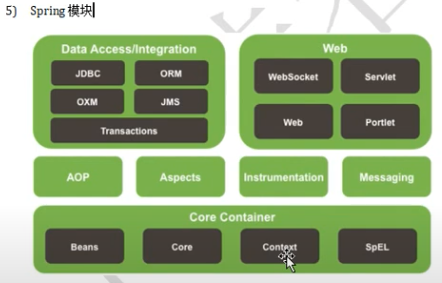 5) Spring 模块
Data Access/Integration
Web
JDBC
ORM
WebSocket
Servlet
OXM
JMS
Web
Portlet
Transactions
AOP
Aspects
Instrumentation
Messaging
Core Container
Beans
Core
Context
SpEL